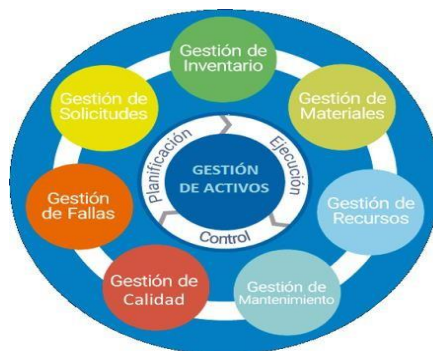 Gestión de
Inventario
Gestión de
Materiales
Gestión de
Recursos
Gestión de
Mantenimiento
Gestión de
Calidad
Gestión
de Fallas
Gestión de
Solicitudes
Planificación
Ejecución
Control
GESTIÓN
DE ACTIVOS